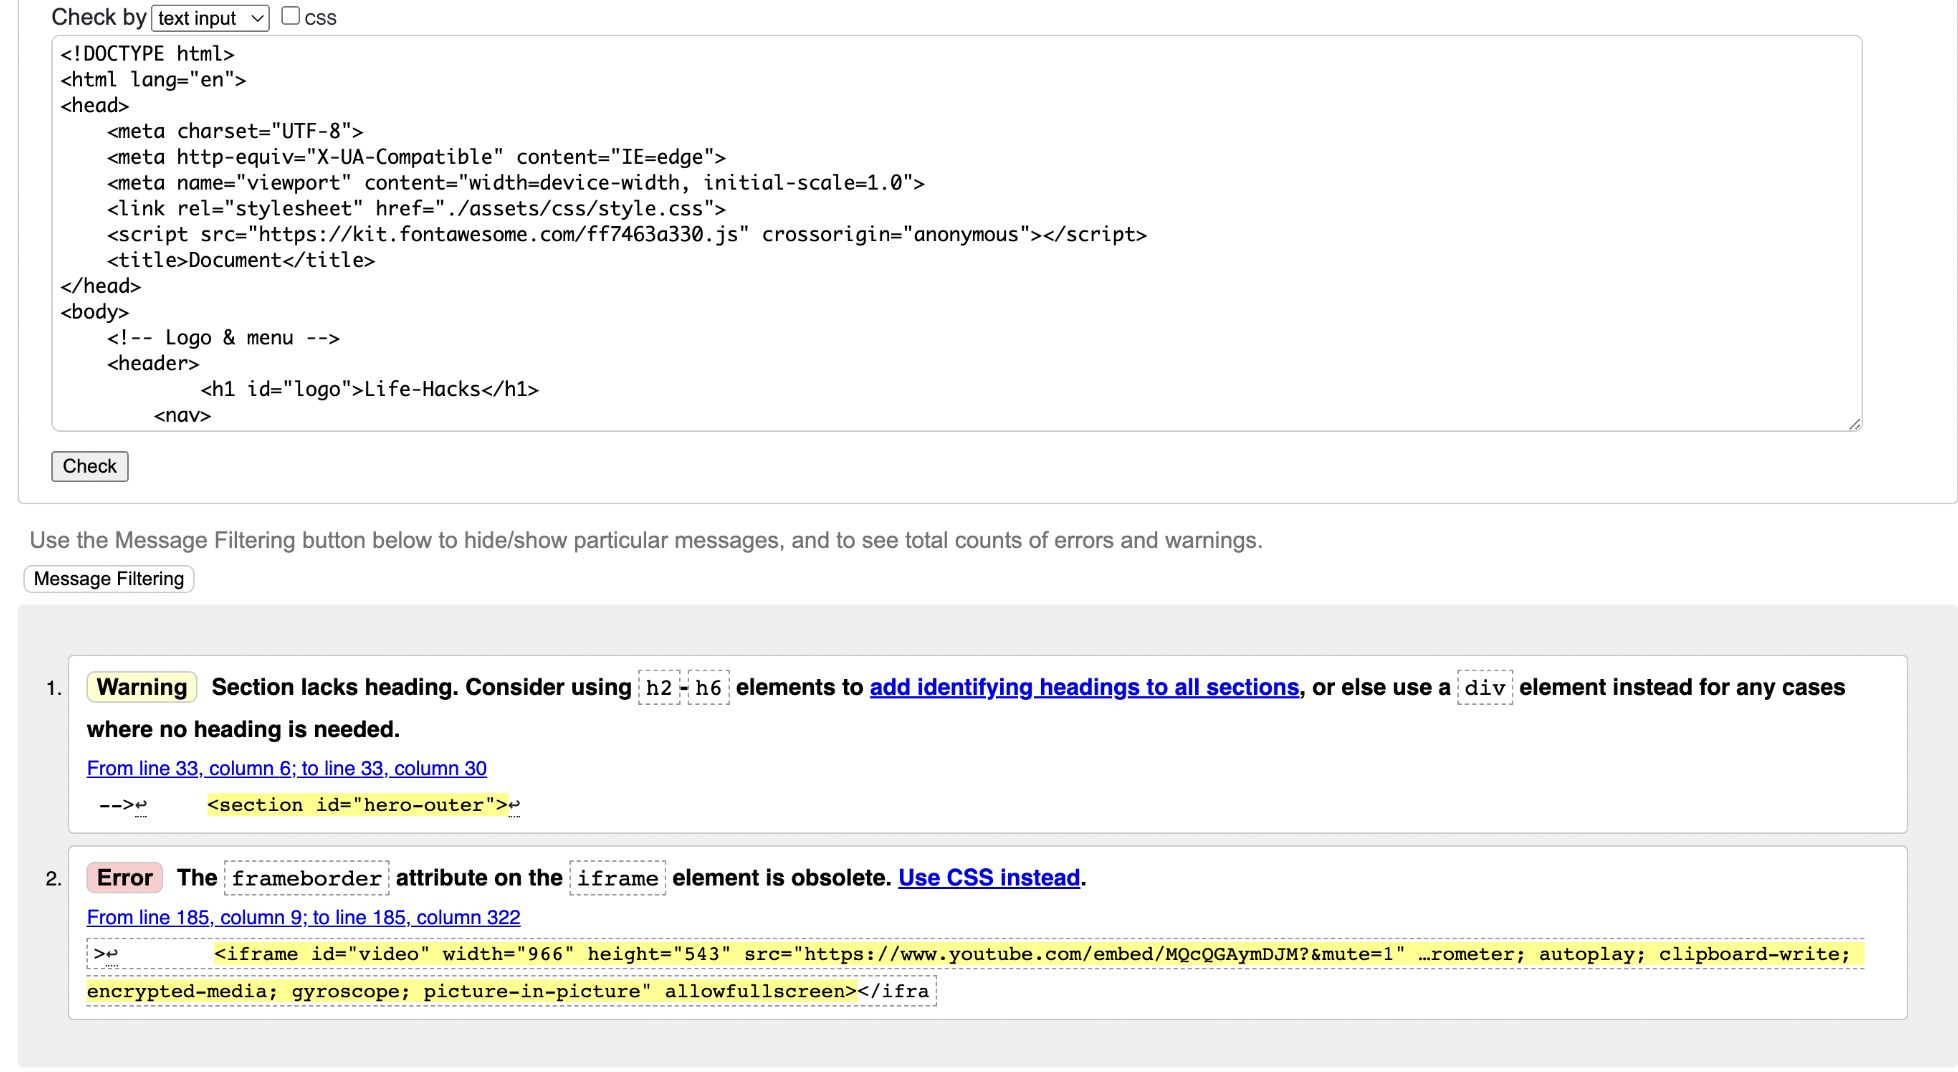 Check by text input css
<!DOCTYPE html>
<html lang="en">
<head>
    <meta charset="UTF-8">
    <meta http-equiv="X-UA-Compatible" content="IE=edge">
    <meta name="viewport" content="width=device-width, initial-scale=1.0">
    <link rel="stylesheet" href="./assets/css/style.css">
    <script src="https://kit.fontawesome.com/ff7463a330.js" crossorigin="anonymous"></script>
    <title>Document</title>
</head>
<body>
    <!-- Logo & menu -->
    <header>
            <h1 id="logo">Life-Hacks</h1>
        <nav>
Check
Use the Message Filtering button below to hide/show particular messages, and to see total counts of errors and warnings.
Message Filtering
1. Warning Section lacks heading. Consider using h2-h6 elements to add identifying headings to all sections, or else use a div element instead for any cases
where no heading is needed.
From line 33, column 6; to line 33, column 30
-->↩     <section id="hero-outer">↩
2. Error The frameborder attribute on the iframe element is obsolete. Use CSS instead.
From line 185, column 9; to line 185, column 322
>↩        <iframe id="video" width="966" height="543" src="https://www.youtube.com/embed/MQcQGAymDJM?&mute=1" …rometer; autoplay; clipboard-write;
encrypted-media; gyroscope; picture-in-picture" allowfullscreen></ifra